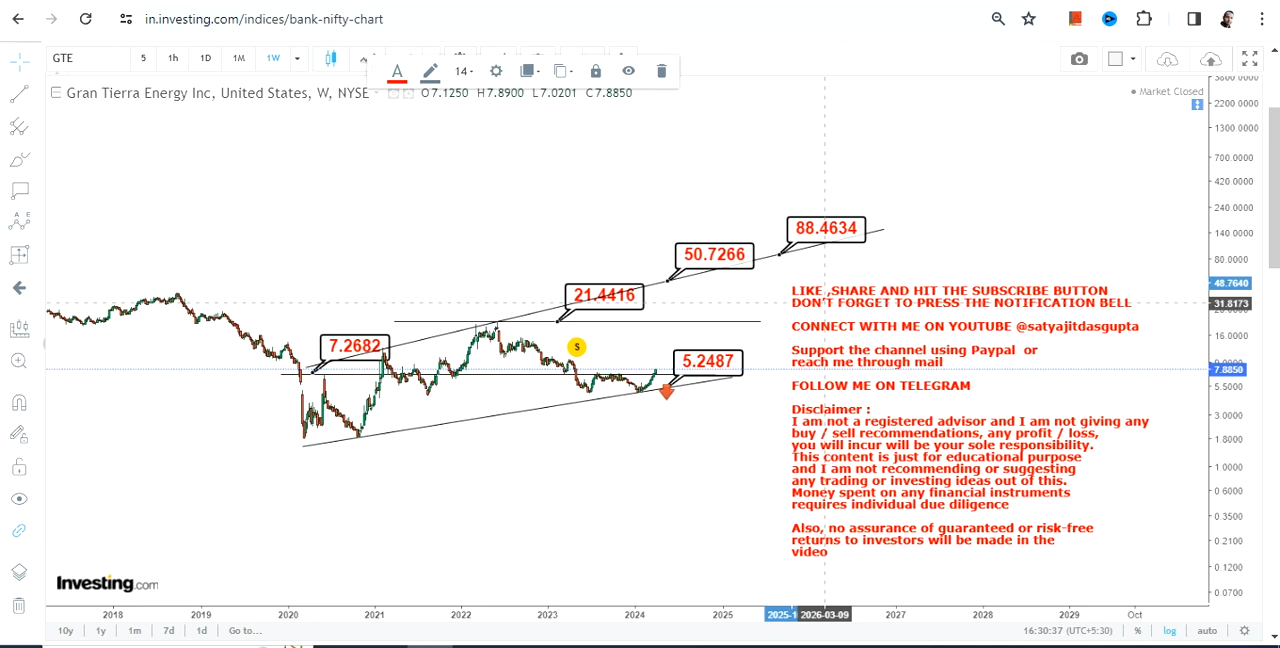 in.investing.com/indices/bank-nifty-chart
GTE
5
1h
1D
1M
1W
A
14
Gran Tierra Energy Inc, United States, W, NYSE
O7.1250 H7.8900 L7.0201 C7.8850
Market Closed
3800.0000
2200.0000
1300.0000
700.0000
420.0000
240.0000
140.0000
80.0000
48.7640
31.8173
16.0000
7.8850
5.5000
3.0000
1.8000
1.0000
0.6000
0.3500
0.2100
0.1200
0.0700
88.4634
50.7266
21.4416
7.2682
5.2487
S
LIKE ,SHARE AND HIT THE SUBSCRIBE BUTTON
DON'T FORGET TO PRESS THE NOTIFICATION BELL
CONNECT WITH ME ON YOUTUBE @satyajitdasgupta
Support the channel using Paypal or
reach me through mail
FOLLOW ME ON TELEGRAM
Disclaimer :
I am not a registered advisor and I am not giving any
buy / sell recommendations, any profit / loss,
you will incur will be your sole responsibility.
This content is just for educational purpose
and I am not recommending or suggesting
any trading or investing ideas out of this.
Money spent on any financial instruments
requires individual due diligence
Also, no assurance of guaranteed or risk-free
returns to investors will be made in the
video
Investing.com
2018
2019
2020
2021
2022
2023
2024
2025
2025-1
2026-03-09
2027
2028
2029
Oct
10y
1y
1m
7d
1d
Go to...
16:30:37 (UTC+5:30)
%
log
auto